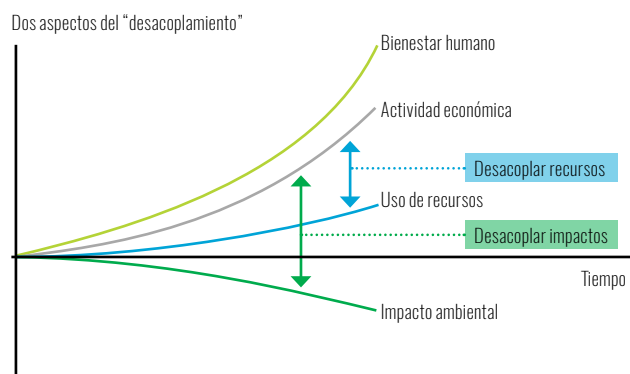 Dos aspectos del “desacoplamiento”
Bienestar humano
Actividad económica
Desacoplar recursos
Uso de recursos
Desacoplar impactos
Tiempo
Impacto ambiental